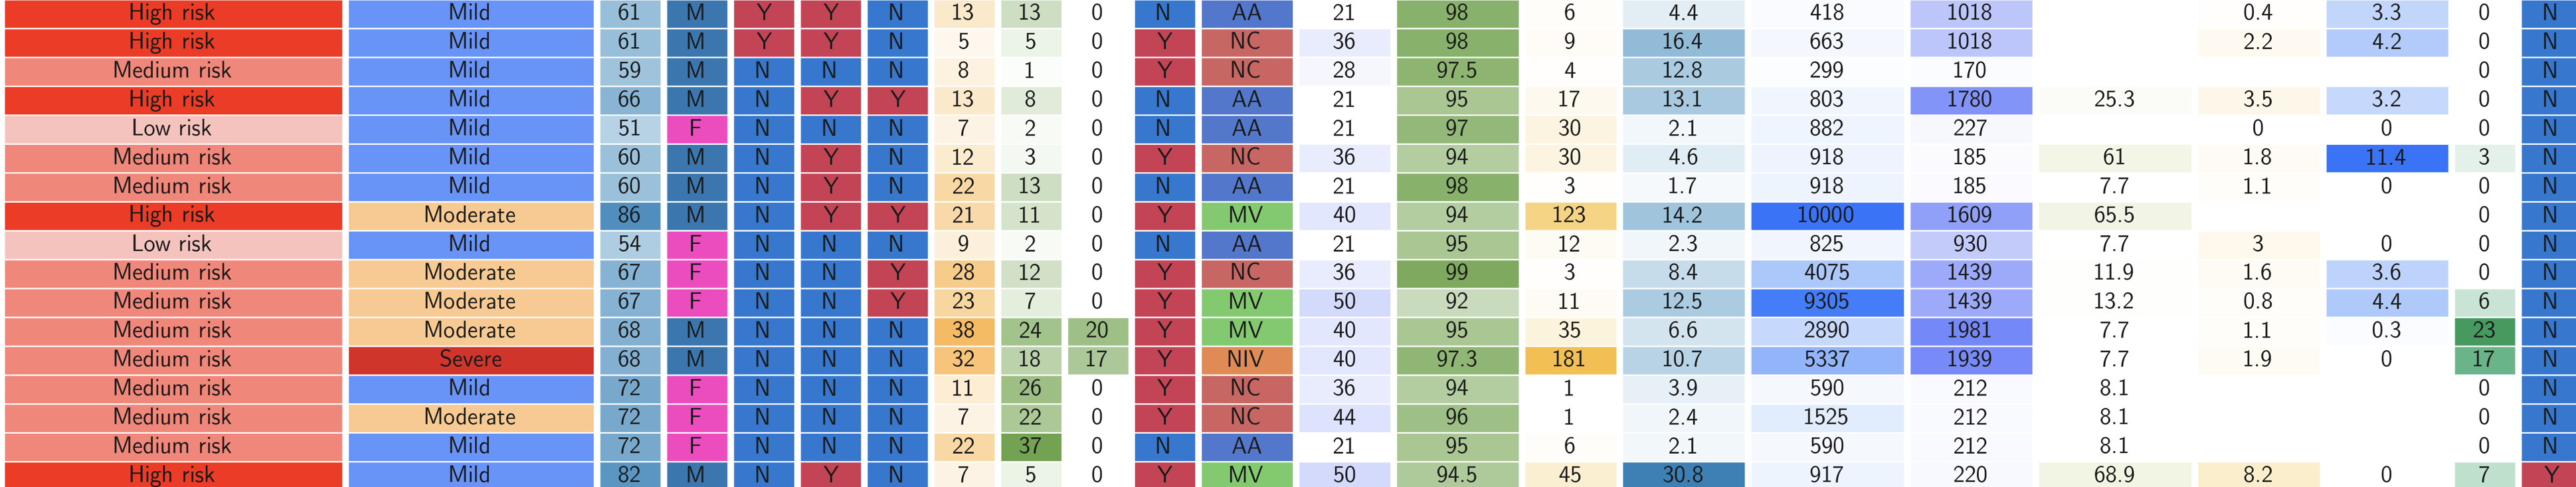 High risk Mild 61 M Y Y N 13 13 0 N AA 21 98 6 4.4 418 1018 0.4 3.3 0 N
High risk Mild 61 M Y Y N 5 5 0 Y NC 36 98 9 16.4 663 1018 2.2 4.2 0 N
Medium risk Mild 59 M N N N 8 1 0 Y NC 28 97.5 4 12.8 299 170 0 N
High risk Mild 66 M N Y Y 13 8 0 N AA 21 95 17 13.1 803 1780 25.3 3.5 3.2 0 N
Low risk Mild 51 F N N N 7 2 0 N AA 21 97 30 2.1 882 227 0 0 0 N
Medium risk Mild 60 M N Y N 12 3 0 Y NC 36 94 30 4.6 918 185 61 1.8 11.4 3 N
Medium risk Mild 60 M N Y N 22 13 0 N AA 21 98 3 1.7 918 185 7.7 1.1 0 0 N
High risk Moderate 86 M N Y Y 21 11 0 Y MV 40 94 123 14.2 10000 1609 65.5 0 N
Low risk Mild 54 F N N N 9 2 0 N AA 21 95 12 2.3 825 930 7.7 3 0 0 N
Medium risk Moderate 67 F N N Y 28 12 0 Y NC 36 99 3 8.4 4075 1439 11.9 1.6 3.6 0 N
Medium risk Moderate 67 F N N Y 23 7 0 Y MV 50 92 11 12.5 9305 1439 13.2 0.8 4.4 6 N
Medium risk Moderate 68 M N N N 38 24 20 Y MV 40 95 35 6.6 2890 1981 7.7 1.1 0.3 23 N
Medium risk Severe 68 M N N N 32 18 17 Y NIV 40 97.3 181 10.7 5337 1939 7.7 1.9 0 17 N
Medium risk Mild 72 F N N N 11 26 0 Y NC 36 94 1 3.9 590 212 8.1 0 N
Medium risk Moderate 72 F N N N 7 22 0 Y NC 44 96 1 2.4 1525 212 8.1 0 N
Medium risk Mild 72 F N N N 22 37 0 N AA 21 95 6 2.1 590 212 8.1 0 N
High risk Mild 82 M N Y N 7 5 0 Y MV 50 94.5 45 30.8 917 220 68.9 8.2 0 7 Y